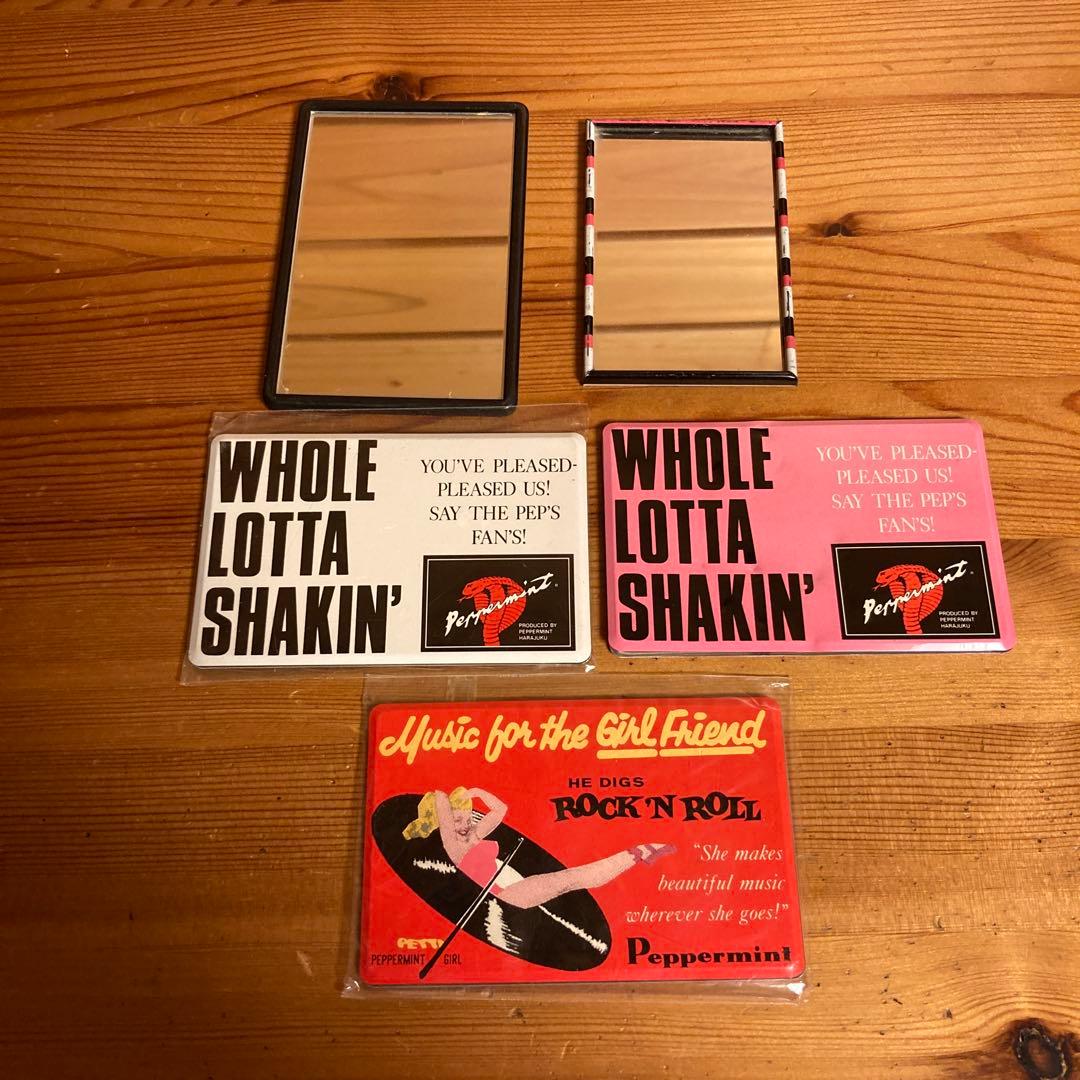 WHOLE
LOTTA
SHAKIN'
YOU'VE PLEASED-
PLEASED US!
SAY THE PEP'S
FAN'S!
Peppermint
PRODUCED BY
PEPPERMINT
HARAJUKU
WHOLE
LOTTA
SHAKIN'
YOU'VE PLEASED-
PLEASED US!
SAY THE PEP'S
FAN'S!
Peppermint
PRODUCED BY
PEPPERMINT
HARAJUKU
Music for the Girl Friend
HE DIGS
ROCK 'N ROLL
"She makes
beautiful music
wherever she goes!"
PEPPERMINT GIRL
Peppermint